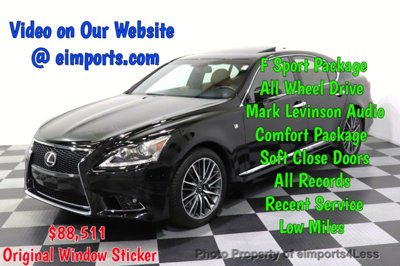 Video on Our Website
@ eimports.com
F Sport Package
All Wheel Drive
Mark Levinson Audio
Comfort Package
Soft Close Doors
All Records
Recent Service
Low Miles
$88,511
Original Window Sticker
Photo Property of eimports4Less